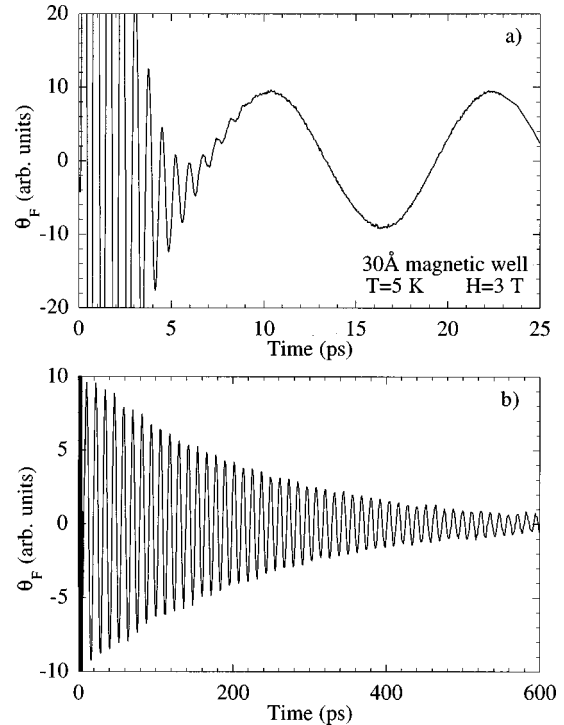 20
a)
10
0
-10
-20
θF (arb. units)
30Å magnetic well
T=5 K H=3 T
0 5 10 15 20 25
Time (ps)
10
b)
5
0
-5
-10
θF (arb. units)
0 200 400 600
Time (ps)